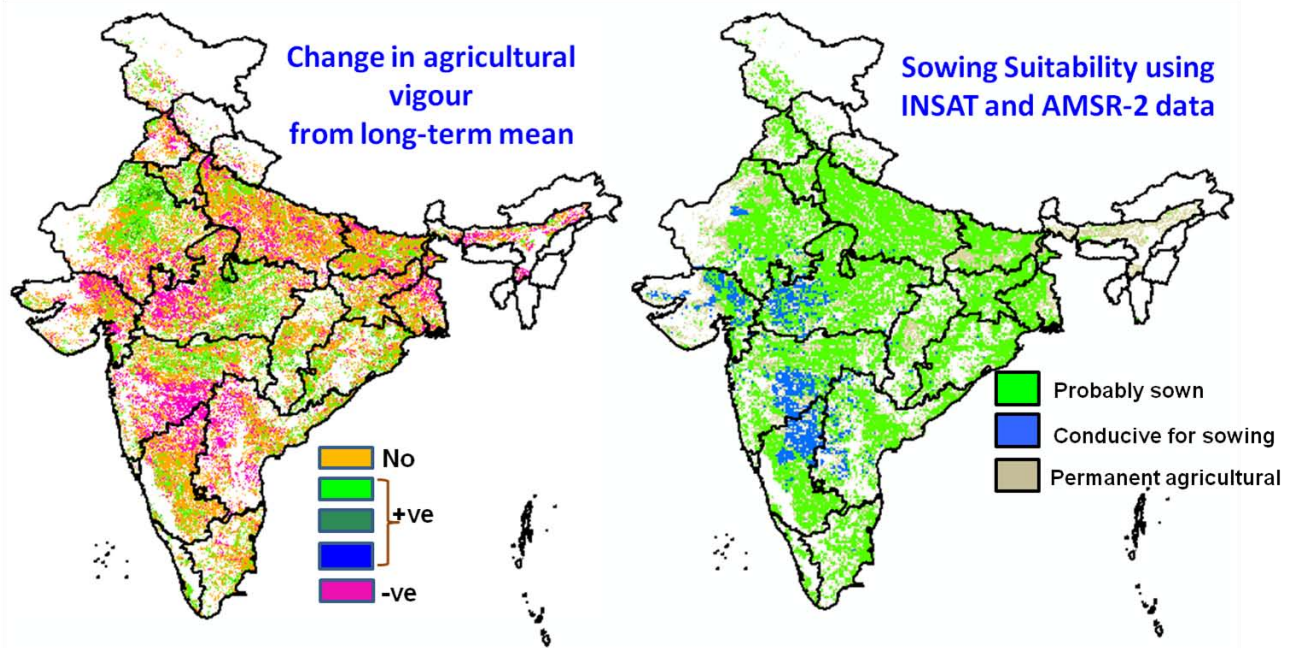 Change in agricultural
vigour
from long-term mean
No
+ve
-ve
Sowing Suitability using
INSAT and AMSR-2 data
Probably sown
Conducive for sowing
Permanent agricultural